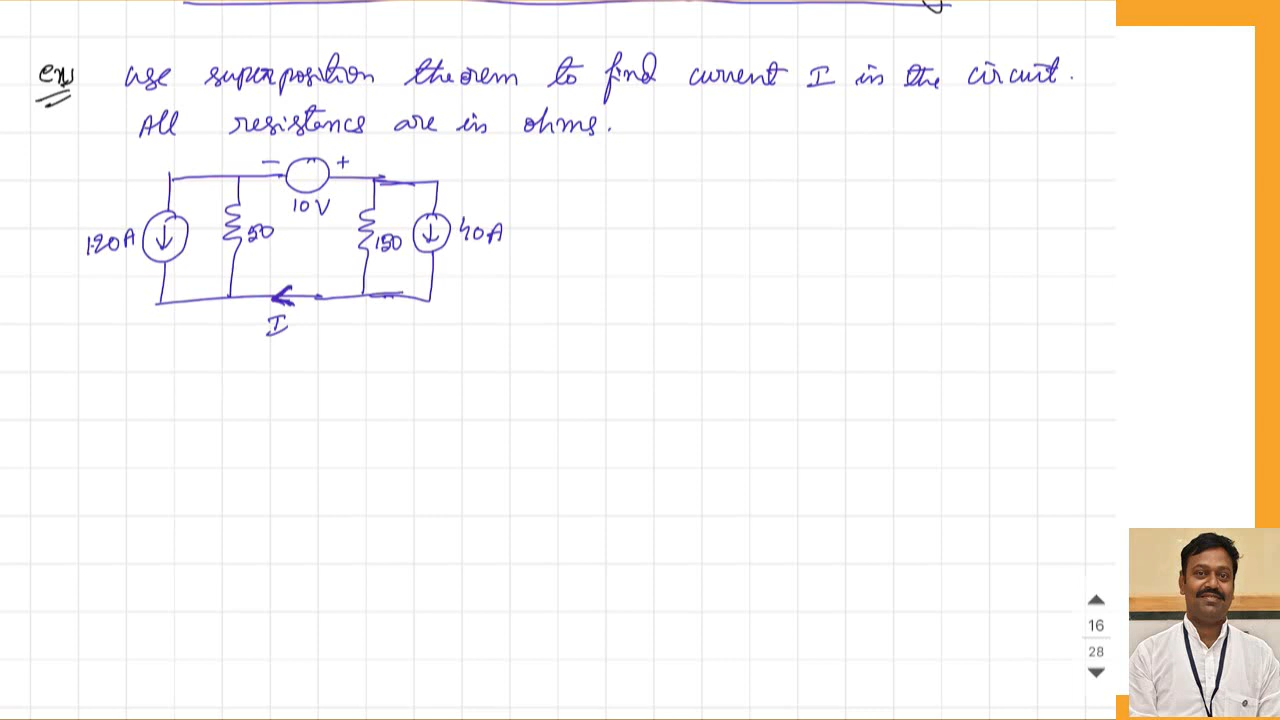 ex: use superposition theorem to find current I in the circuit.
All resistance are in ohms.
- +
10V
120A 50 150 40A
I
16
28